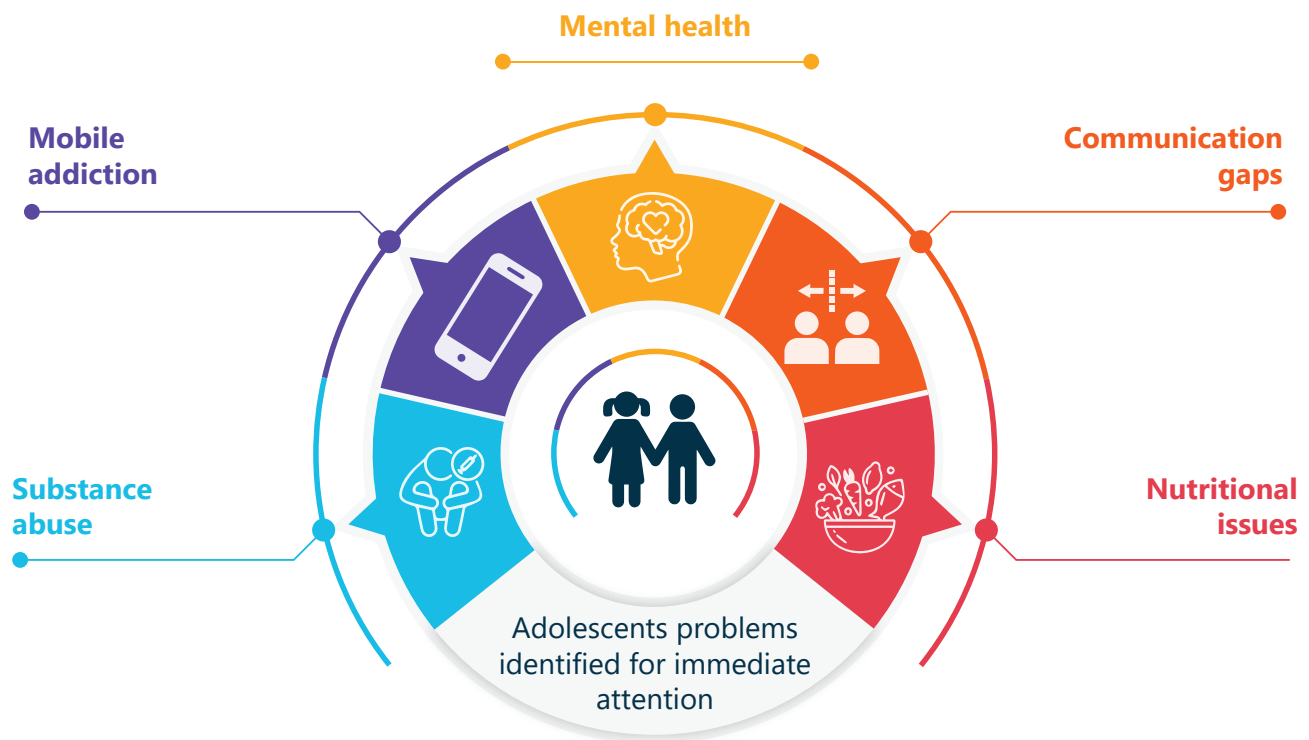 Mental health
Mobile
addiction
Communication
gaps
Substance
abuse
Nutritional
issues
Adolescents problems
identified for immediate
attention